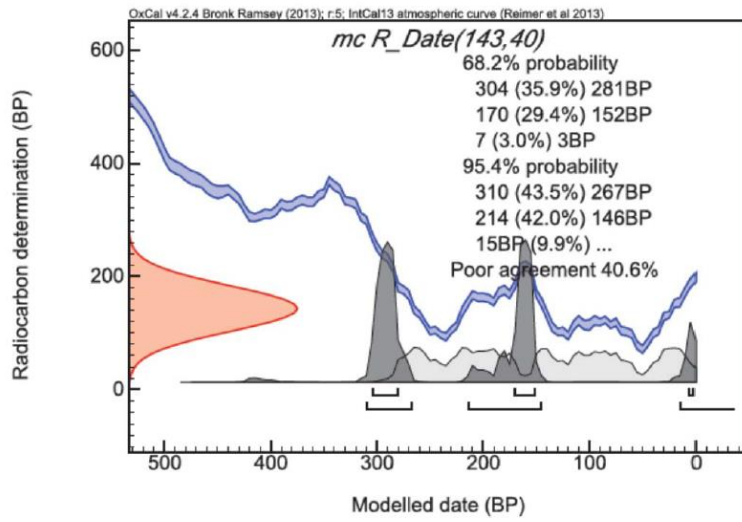 OxCal v4.2.4 Bronk Ramsey (2013); r:5; IntCal13 atmospheric curve (Reimer et al 2013)
mc R_Date(143,40)
68.2% probability
304 (35.9%) 281BP
170 (29.4%) 152BP
7 (3.0%) 3BP
95.4% probability
310 (43.5%) 267BP
214 (42.0%) 146BP
15BP (9.9%) ...
Poor agreement 40.6%
Radiocarbon determination (BP)
600
400
200
0
500 400 300 200 100 0
Modelled date (BP)